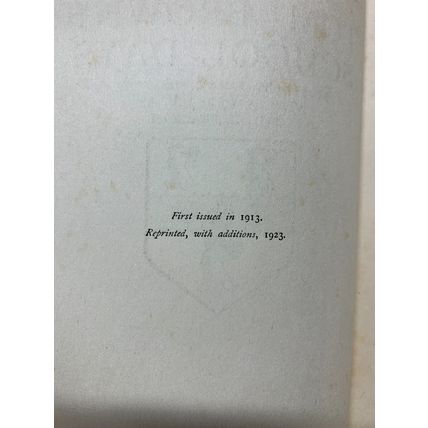 First issued in 1913.
Reprinted, with additions, 1923.